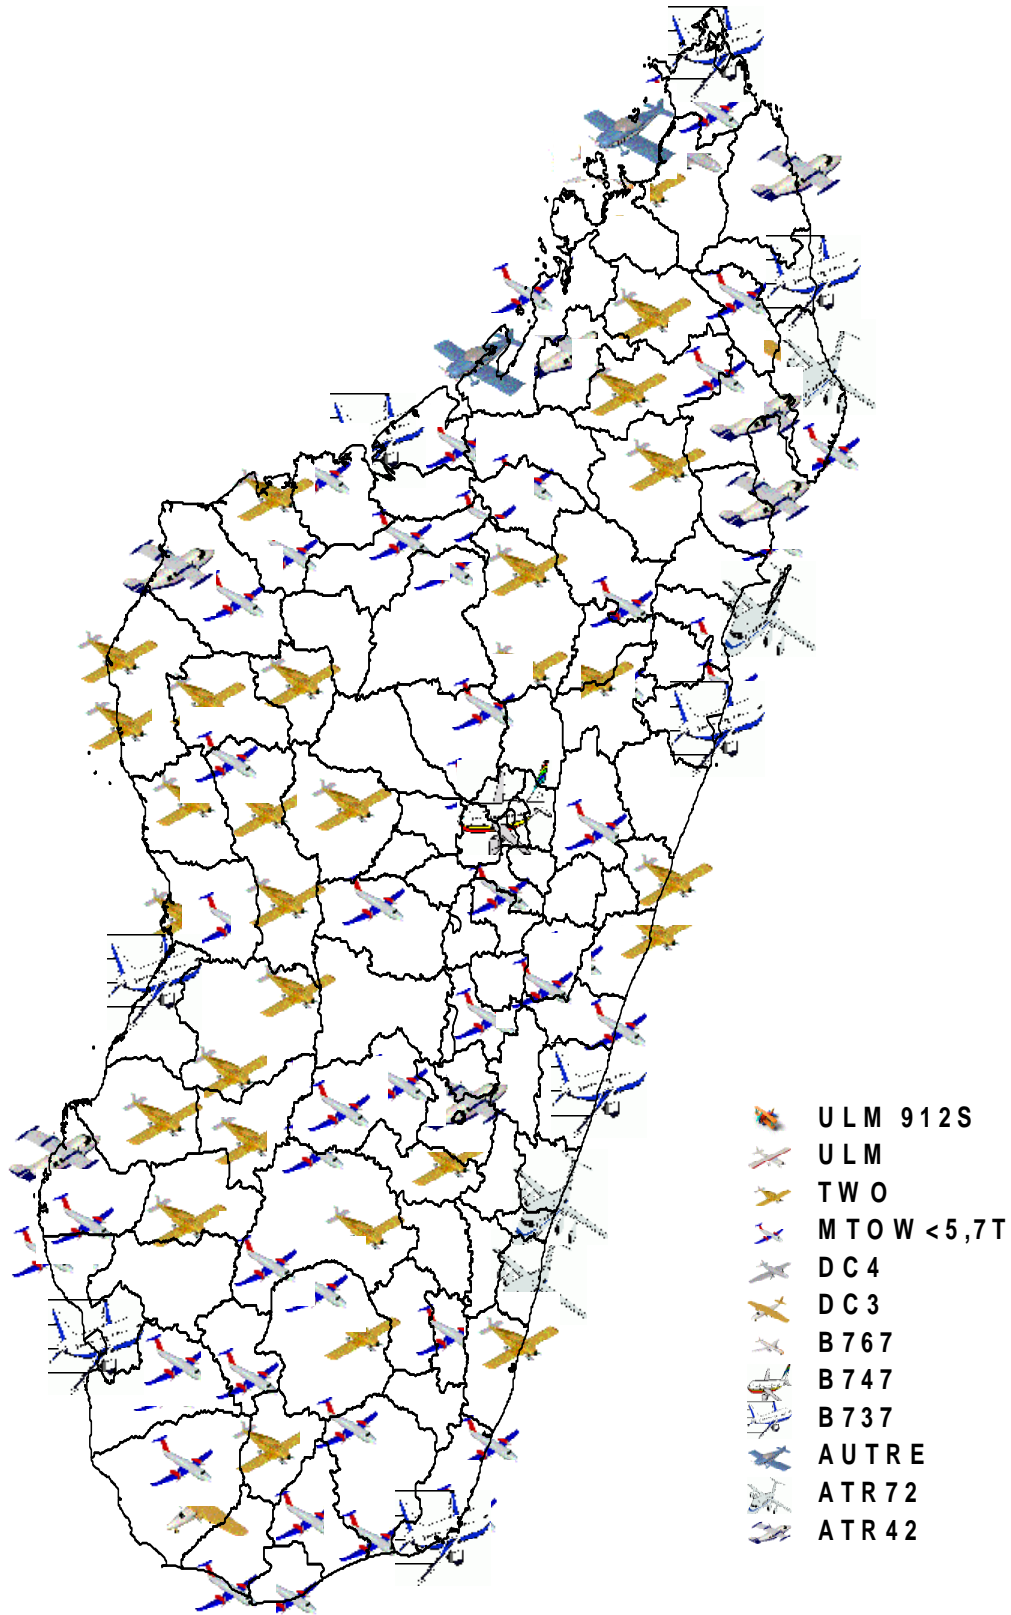 ULM 912S
ULM
TWO
MTOW <5,7T
DC4
DC3
B767
B747
B737
AUTRE
ATR72
ATR42